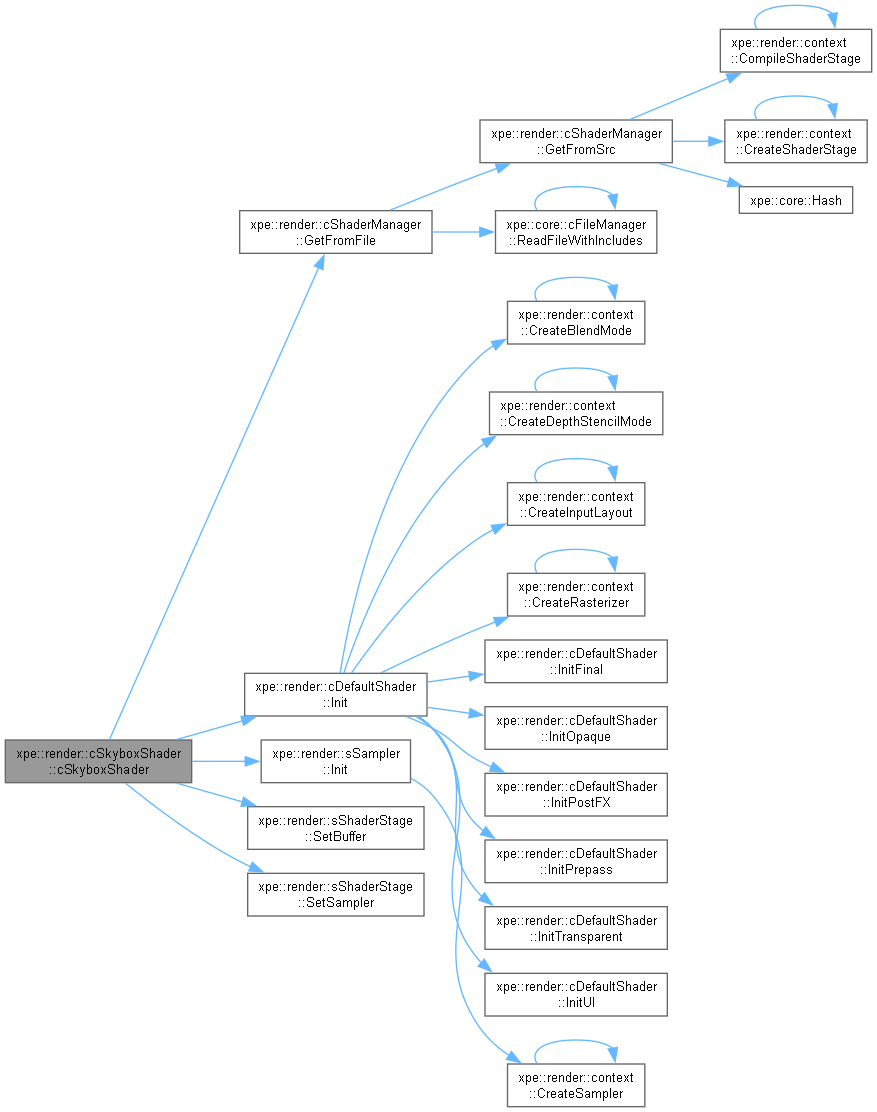 xpe::render::context
::CompileShaderStage
xpe::render::cShaderManager
::GetFromSrc
xpe::render::context
::CreateShaderStage
xpe::core::Hash
xpe::render::cShaderManager
::GetFromFile
xpe::core::cFileManager
::ReadFileWithIncludes
xpe::render::context
::CreateBlendMode
xpe::render::context
::CreateDepthStencilMode
xpe::render::context
::CreateInputLayout
xpe::render::context
::CreateRasterizer
xpe::render::cDefaultShader
::InitFinal
xpe::render::cDefaultShader
::Init
xpe::render::cDefaultShader
::InitOpaque
xpe::render::cSkyboxShader
::cSkyboxShader
xpe::render::sSampler
::Init
xpe::render::cDefaultShader
::InitPostFX
xpe::render::sShaderStage
::SetBuffer
xpe::render::cDefaultShader
::InitPrepass
xpe::render::sShaderStage
::SetSampler
xpe::render::cDefaultShader
::InitTransparent
xpe::render::cDefaultShader
::InitUI
xpe::render::context
::CreateSampler